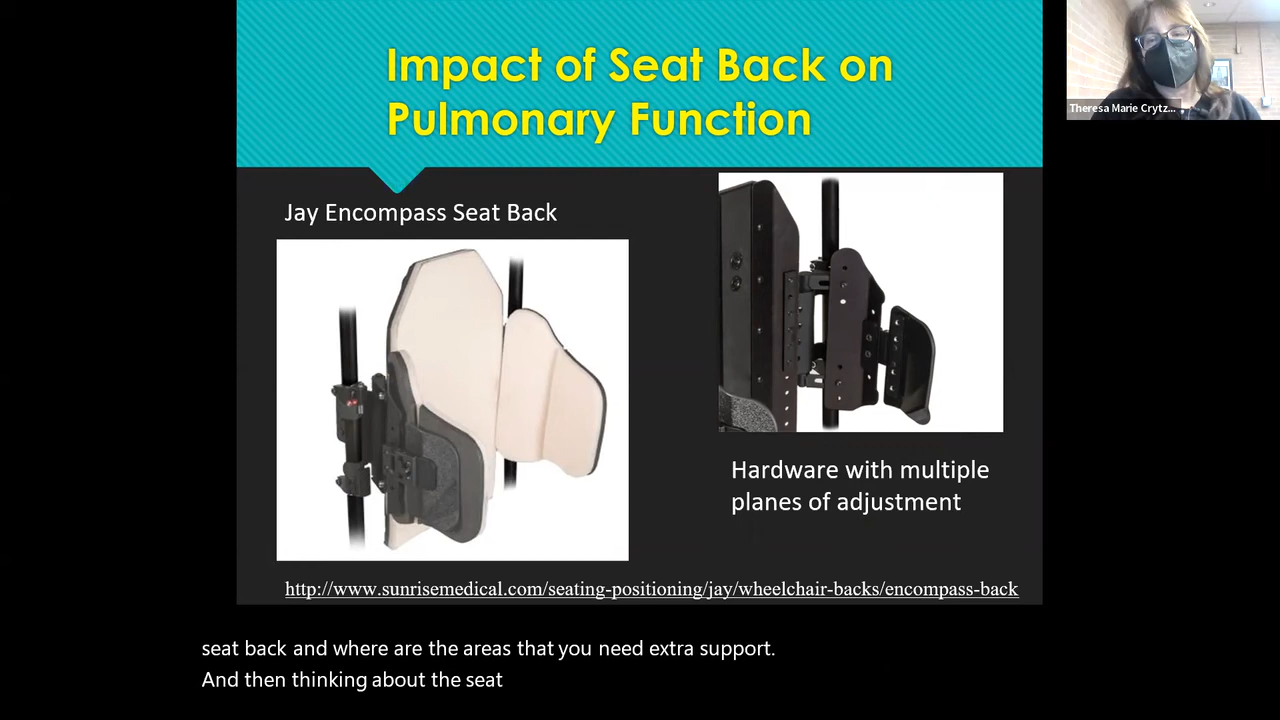 Impact of Seat Back on
Pulmonary Function
Theresa Marie Crytz...
Jay Encompass Seat Back
Hardware with multiple
planes of adjustment
http://www.sunrisemedical.com/seating-positioning/jay/wheelchair-backs/encompass-back
seat back and where are the areas that you need extra support.
And then thinking about the seat